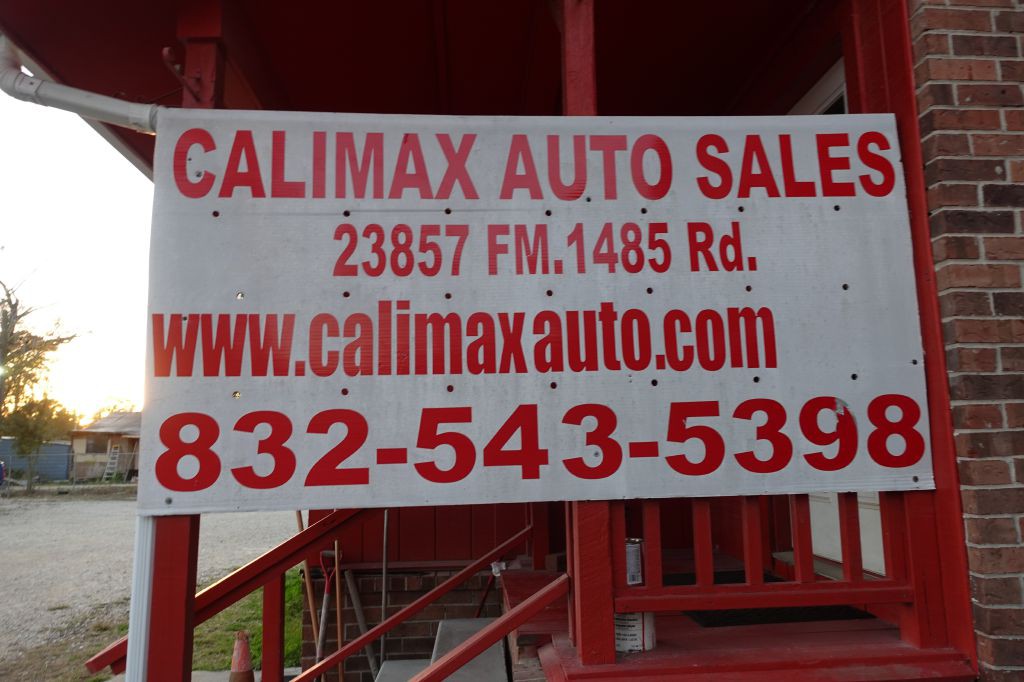 CALIMAX AUTO SALES
23857 FM.1485 Rd.
www.calimaxauto.com
832-543-5398